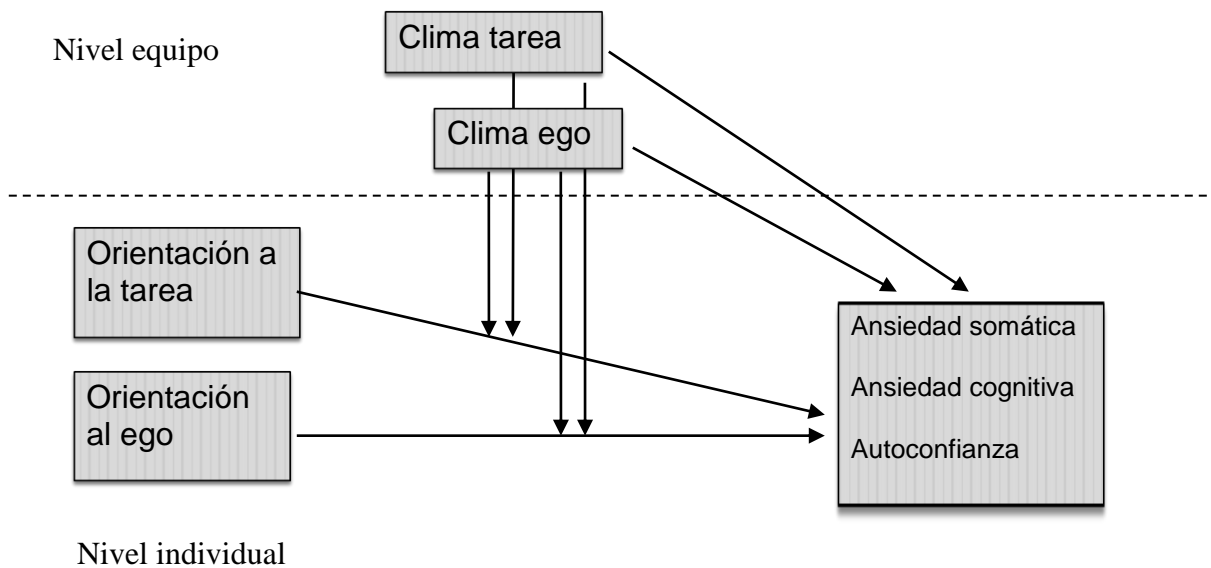 Nivel equipo
Clima tarea
Clima ego
Orientación a
la tarea
Orientación
al ego
Ansiedad somática
Ansiedad cognitiva
Autoconfianza
Nivel individual